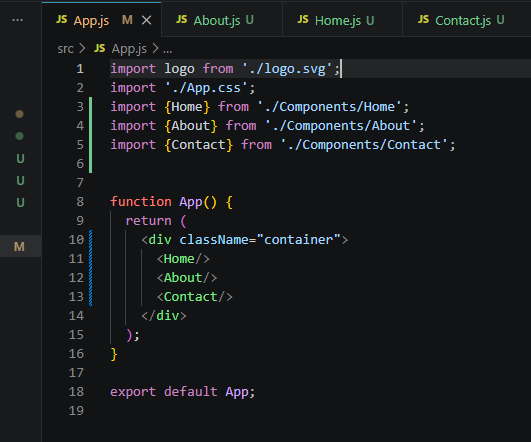 ... JS App.js M × JS About.js U JS Home.js U JS Contact.js U
src > JS App.js > ...
1 import logo from './logo.svg';
2 import './App.css';
3 import {Home} from './Components/Home';
4 import {About} from './Components/About';
5 import {Contact} from './Components/Contact';
6
7
8 function App() {
9 return (
10 <div className="container">
11 <Home/>
12 <About/>
13 <Contact/>
14 </div>
15 );
16 }
17
18 export default App;
19
U
U
U
M